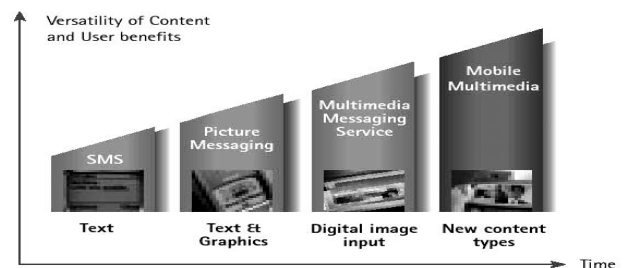 Versatility of Content
and User benefits
SMS
Picture
Messaging
Multimedia
Messaging
Service
Mobile
Multimedia
Text
Text &
Graphics
Digital image
input
New content
types
Time